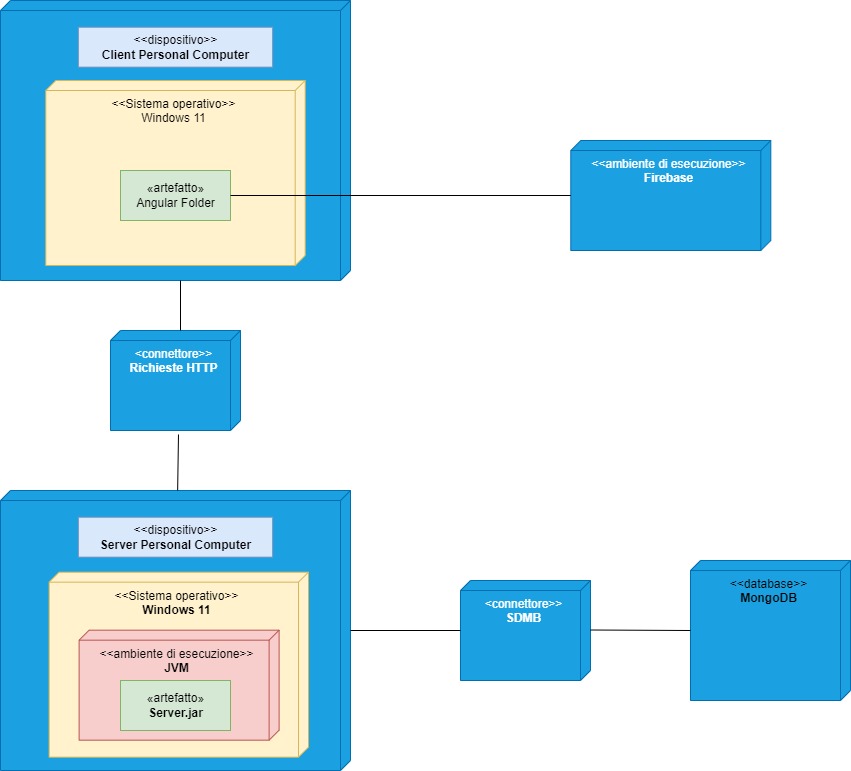 <<dispositivo>>
Client Personal Computer
<<Sistema operativo>>
Windows 11
«artefatto»
Angular Folder
<<ambiente di esecuzione>>
Firebase
<connettore>>
Richieste HTTP
<<dispositivo>>
Server Personal Computer
<<Sistema operativo>>
Windows 11
<<ambiente di esecuzione>>
JVM
«artefatto»
Server.jar
<connettore>>
SDMB
<<database>>
MongoDB